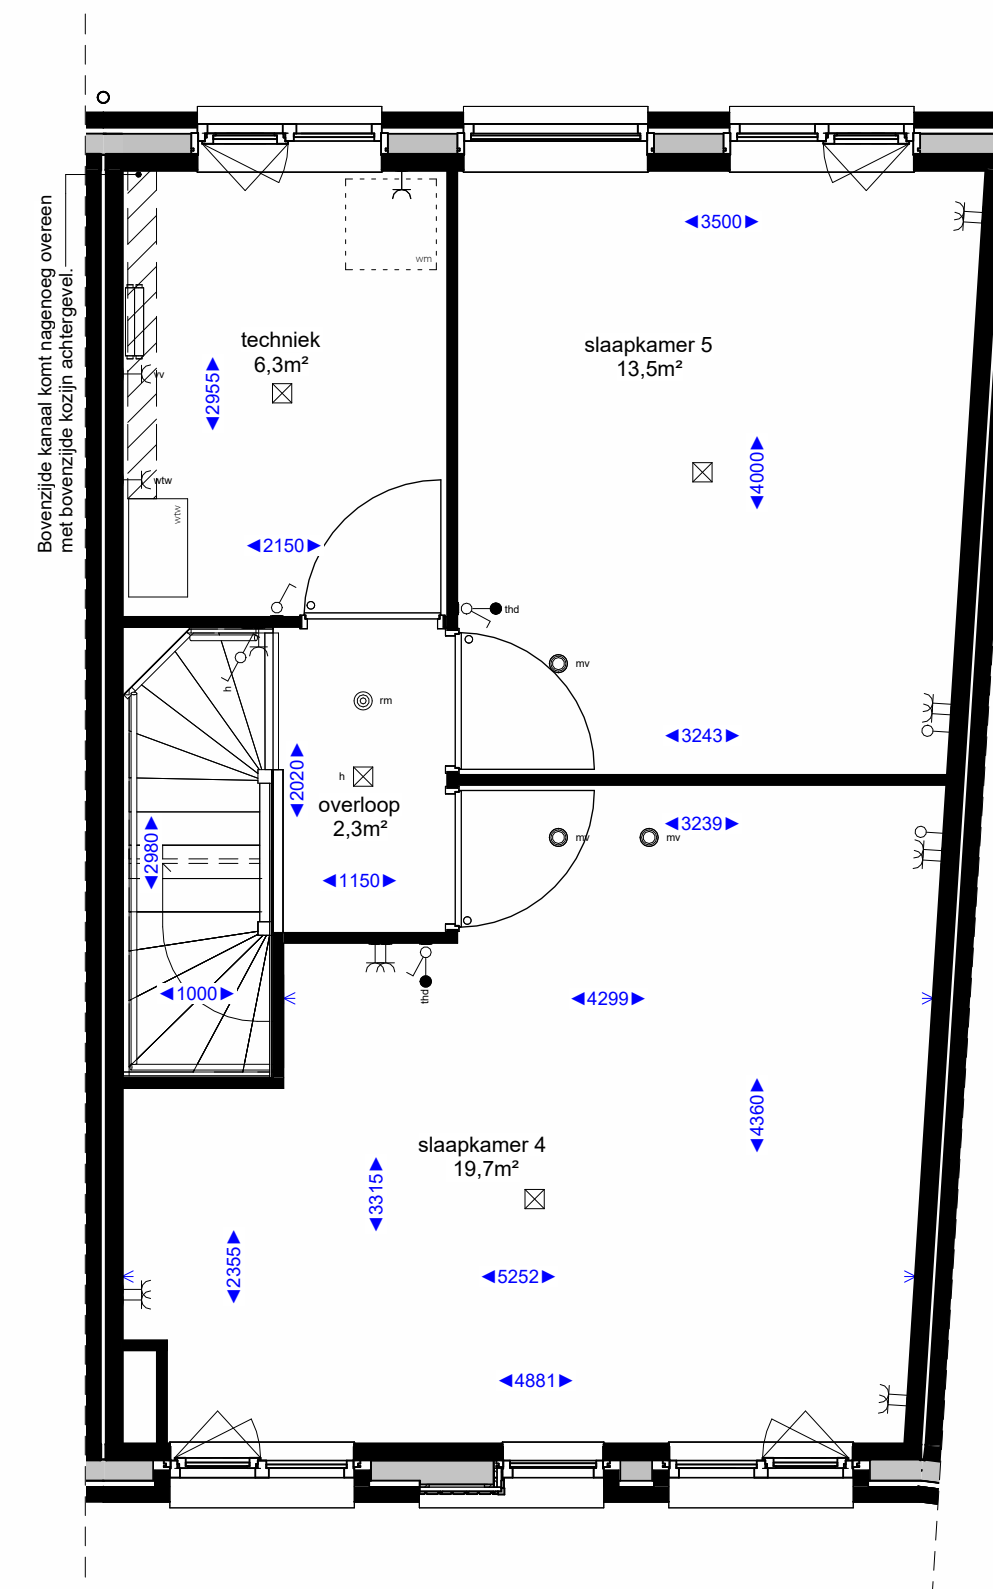 Bovenzijde kanaal komt nagenoeg overeen
met bovenzijde kozijn achtergevel.
wm
3500
techniek
6,3m²
slaapkamer 5
13,5m²
vv
2955
4000
wtw
wtw
2150
thd
mv
h
rm
3243
2020
h
overloop
2,3m²
3239
mv
mv
2980
1150
1000
thd
4299
4360
slaapkamer 4
19,7m²
3315
2355
5252
4881